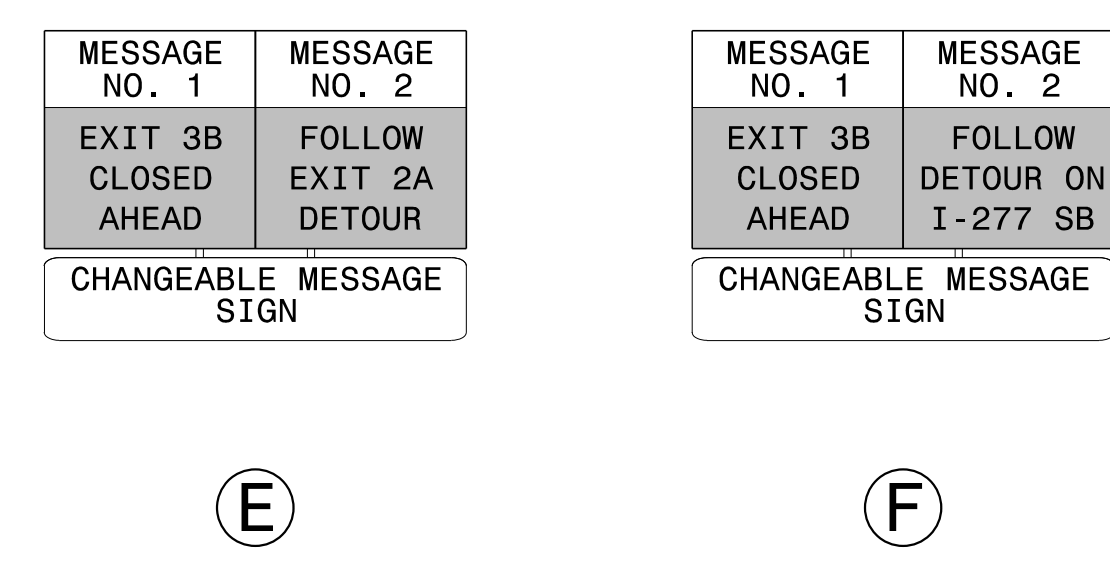 MESSAGE NO. 1
MESSAGE NO. 2
EXIT 3B
CLOSED
AHEAD
FOLLOW
EXIT 2A
DETOUR
CHANGEABLE MESSAGE
SIGN
E
MESSAGE NO. 1
MESSAGE NO. 2
EXIT 3B
CLOSED
AHEAD
FOLLOW
DETOUR ON
I-277 SB
CHANGEABLE MESSAGE
SIGN
F